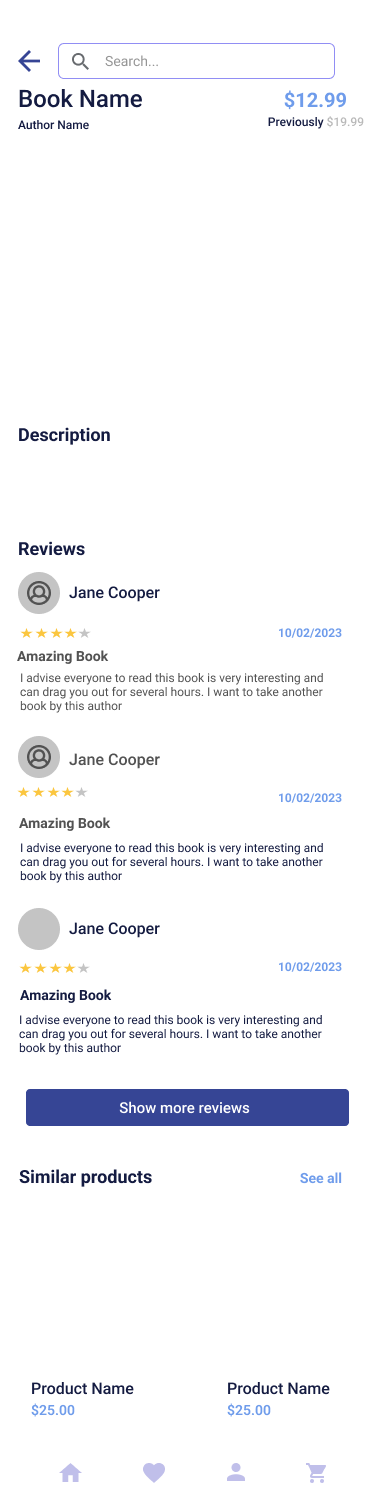 Search...
Book Name
$12.99
Author Name
Previously $19.99
Description
Reviews
Jane Cooper
10/02/2023
Amazing Book
I advise everyone to read this book is very interesting and
can drag you out for several hours. I want to take another
book by this author
Jane Cooper
10/02/2023
Amazing Book
I advise everyone to read this book is very interesting and
can drag you out for several hours. I want to take another
book by this author
Jane Cooper
10/02/2023
Amazing Book
I advise everyone to read this book is very interesting and
can drag you out for several hours. I want to take another
book by this author
Show more reviews
Similar products
See all
Product Name
$25.00
Product Name
$25.00